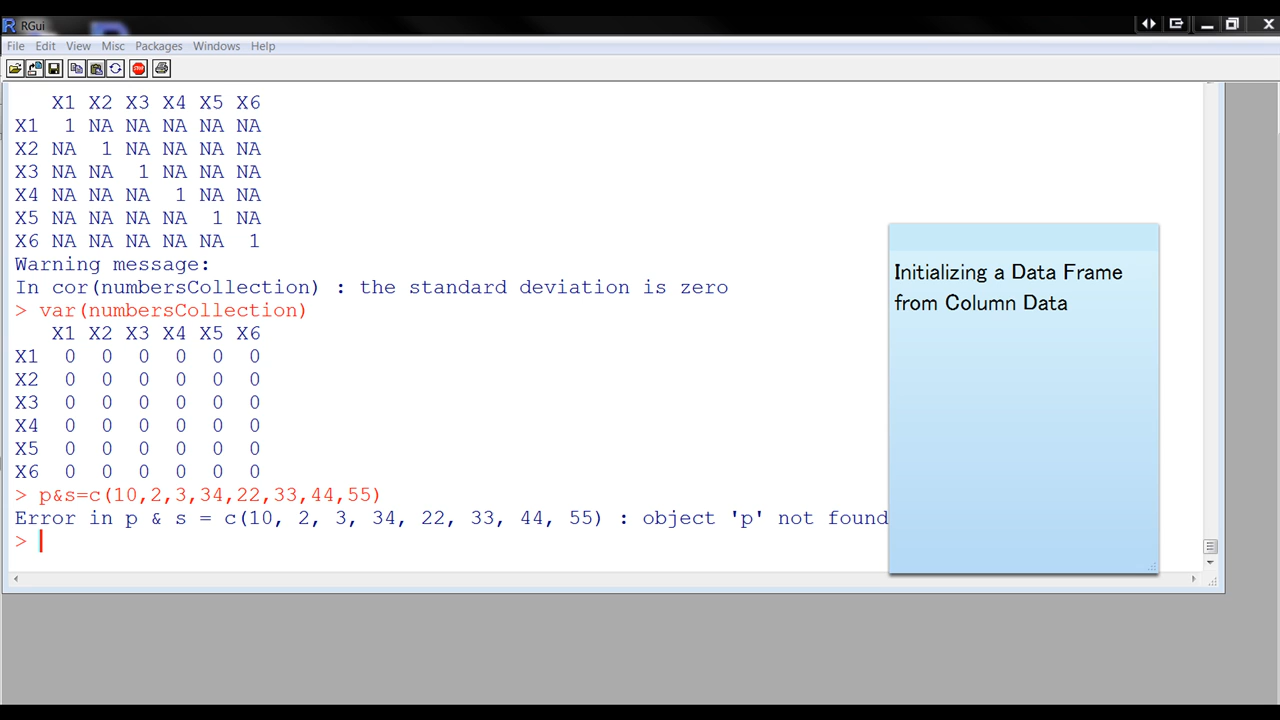 RGui
File Edit View Misc Packages Windows Help
STOP
X1 X2 X3 X4 X5 X6
X1 1 NA NA NA NA NA
X2 NA 1 NA NA NA NA
X3 NA NA 1 NA NA NA
X4 NA NA NA 1 NA NA
X5 NA NA NA NA 1 NA
X6 NA NA NA NA NA 1
Warning message:
In cor(numbersCollection) : the standard deviation is zero
> var(numbersCollection)
X1 X2 X3 X4 X5 X6
X1 0 0 0 0 0 0
X2 0 0 0 0 0 0
X3 0 0 0 0 0 0
X4 0 0 0 0 0 0
X5 0 0 0 0 0 0
X6 0 0 0 0 0 0
> p&s=c(10,2,3,34,22,33,44,55)
Error in p & s = c(10, 2, 3, 34, 22, 33, 44, 55) : object 'p' not found
>
Initializing a Data Frame
from Column Data